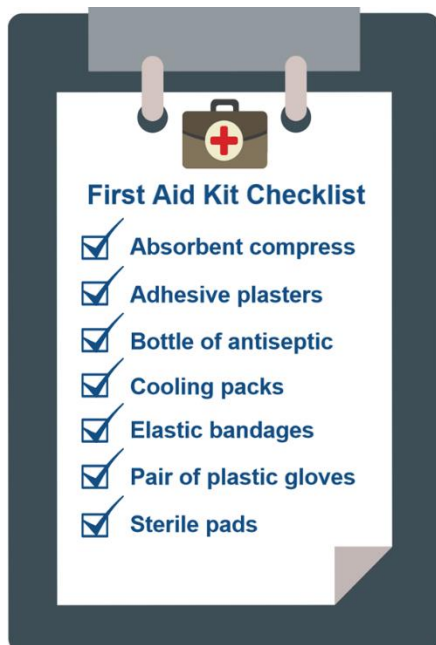 First Aid Kit Checklist
Absorbent compress
Adhesive plasters
Bottle of antiseptic
Cooling packs
Elastic bandages
Pair of plastic gloves
Sterile pads